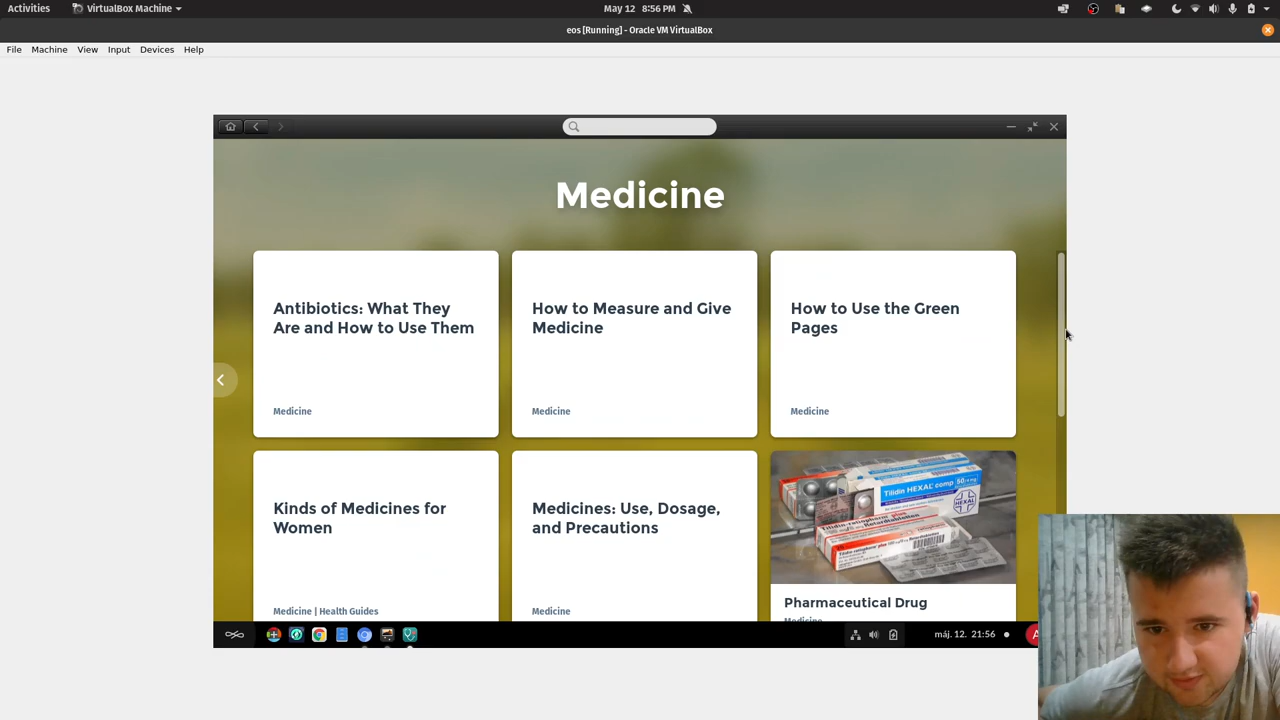 Activities
VirtualBox Machine
May 12 8:56 PM
eos [Running] - Oracle VM VirtualBox
File Machine View Input Devices Help
Medicine
Antibiotics: What They
Are and How to Use Them
Medicine
How to Measure and Give
Medicine
Medicine
How to Use the Green
Pages
Medicine
Kinds of Medicines for
Women
Medicine | Health Guides
Medicines: Use, Dosage,
and Precautions
Medicine
Tilidin HEXAL comp
Pharmaceutical Drug
Medicine
máj. 12. 21:56